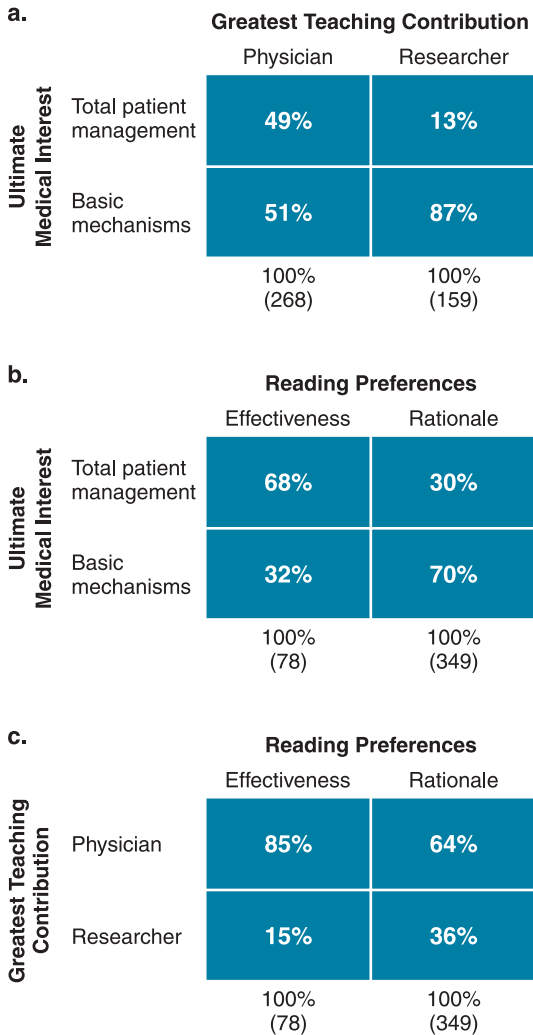 a.
Greatest Teaching Contribution
Physician
Researcher
Ultimate
Medical Interest
Total patient
management
49%
13%
Basic
mechanisms
51%
87%
100%
(268)
100%
(159)
b.
Reading Preferences
Effectiveness
Rationale
Ultimate
Medical Interest
Total patient
management
68%
30%
Basic
mechanisms
32%
70%
100%
(78)
100%
(349)
c.
Reading Preferences
Effectiveness
Rationale
Greatest Teaching
Contribution
Physician
85%
64%
Researcher
15%
36%
100%
(78)
100%
(349)